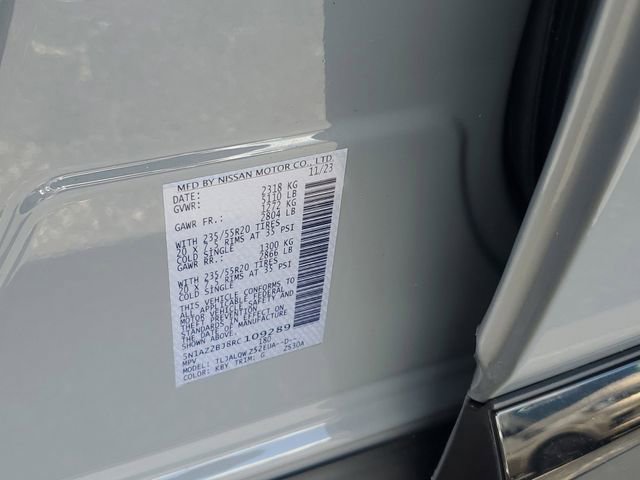 MFD BY NISSAN MOTOR CO., LTD.
DATE: 11/23
GVWR: 2318 KG
5110 LB
GAWR FR.: 1272 KG
2804 LB
WITH 235/55R20 TIRES
20 X 7.5 RIMS AT 35 PSI
COLD SINGLE
GAWR RR.: 1300 KG
2866 LB
WITH 235/55R20 TIRES
20 X 7.5 RIMS AT 35 PSI
COLD SINGLE
THIS VEHICLE CONFORMS TO
ALL APPLICABLE U.S. FEDERAL
MOTOR VEHICLE SAFETY AND
THEFT PREVENTION
STANDARDS IN EFFECT ON THE
DATE OF MANUFACTURE
5N1AZ2BJ8RC109289
MPV 180
MODEL: TLJALQWZ52EUA--D--
COLOR: KBY TRIM: G 2530A